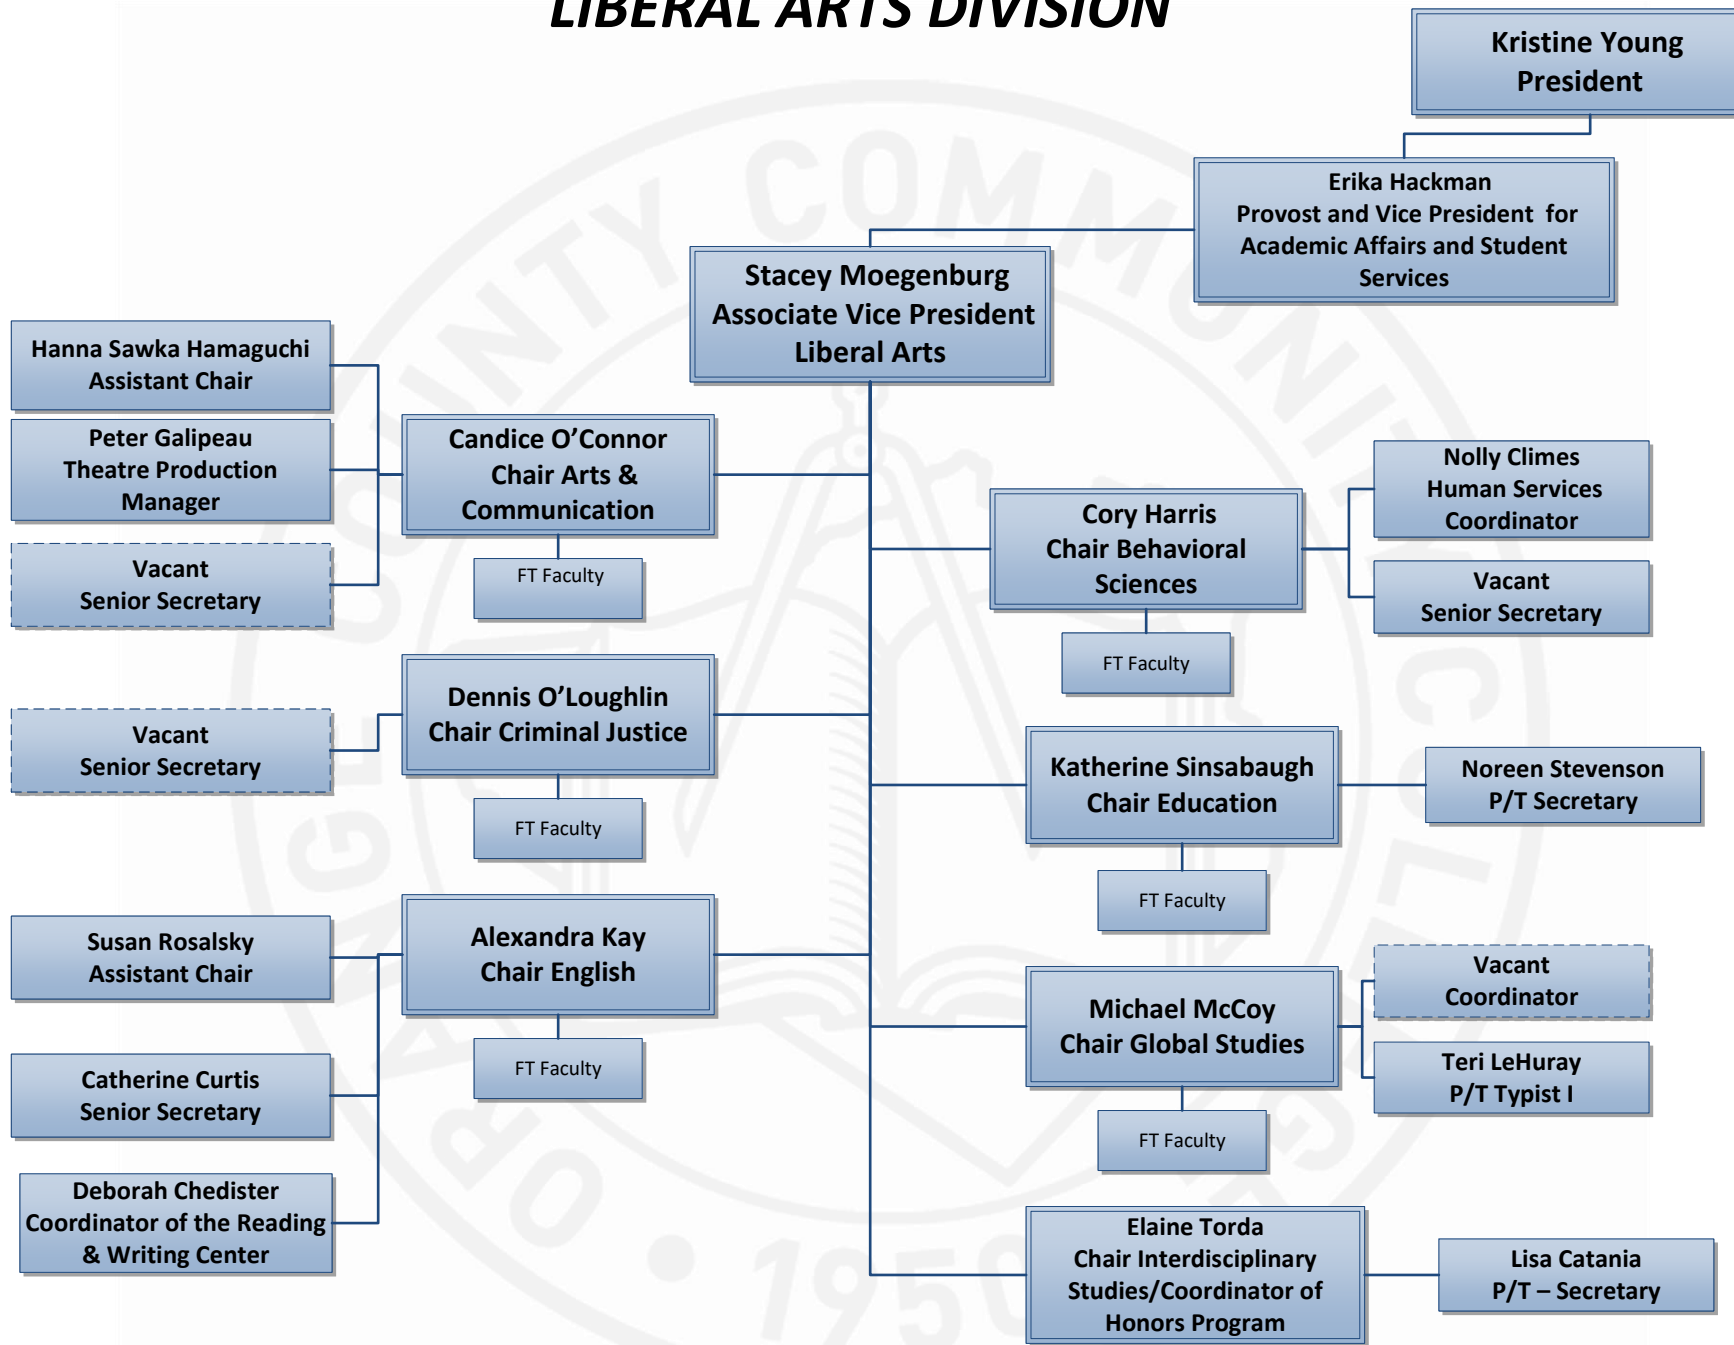 LIBERAL ARTS DIVISION
Kristine Young
President
Erika Hackman
Provost and Vice President for
Academic Affairs and Student
Services
Stacey Moegenburg
Associate Vice President
Liberal Arts
Hanna Sawka Hamaguchi
Assistant Chair
Peter Galipeau
Theatre Production
Manager
Vacant
Senior Secretary
Candice O’Connor
Chair Arts &
Communication
FT Faculty
Cory Harris
Chair Behavioral
Sciences
FT Faculty
Nolly Climes
Human Services
Coordinator
Vacant
Senior Secretary
Vacant
Senior Secretary
Dennis O’Loughlin
Chair Criminal Justice
FT Faculty
Katherine Sinsabaugh
Chair Education
FT Faculty
Noreen Stevenson
P/T Secretary
Susan Rosalsky
Assistant Chair
Catherine Curtis
Senior Secretary
Deborah Chedister
Coordinator of the Reading
& Writing Center
Alexandra Kay
Chair English
FT Faculty
Michael McCoy
Chair Global Studies
FT Faculty
Vacant
Coordinator
Teri LeHuray
P/T Typist I
Elaine Torda
Chair Interdisciplinary
Studies/Coordinator of
Honors Program
Lisa Catania
P/T – Secretary
ORANGE COUNTY COMMUNITY COLLEGE
1950